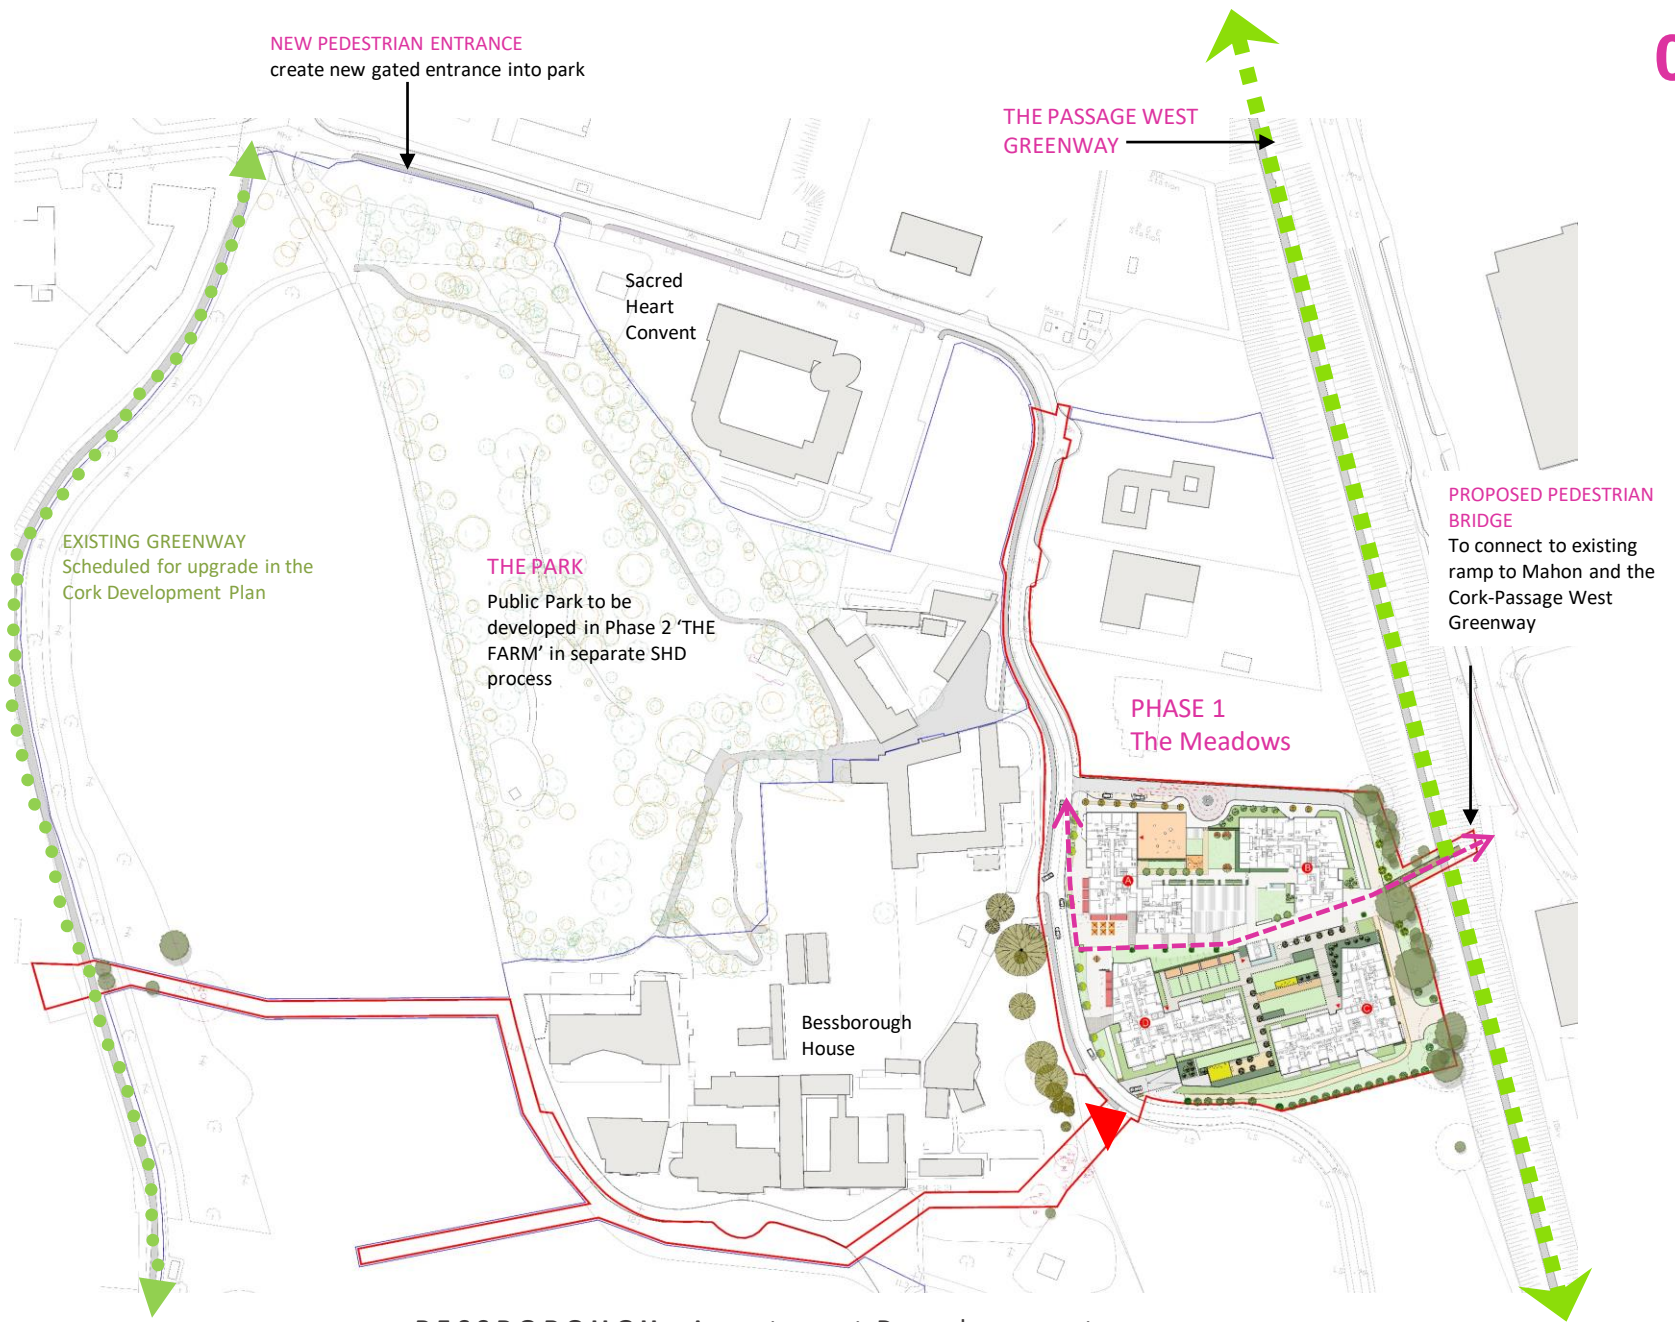 NEW PEDESTRIAN ENTRANCE
create new gated entrance into park
THE PASSAGE WEST
GREENWAY
Sacred
Heart
Convent
EXISTING GREENWAY
Scheduled for upgrade in the
Cork Development Plan
THE PARK
Public Park to be
developed in Phase 2 ‘THE
FARM’ in separate SHD
process
PROPOSED PEDESTRIAN
BRIDGE
To connect to existing
ramp to Mahon and the
Cork-Passage West
Greenway
PHASE 1
The Meadows
A
B
C
D
Bessborough
House